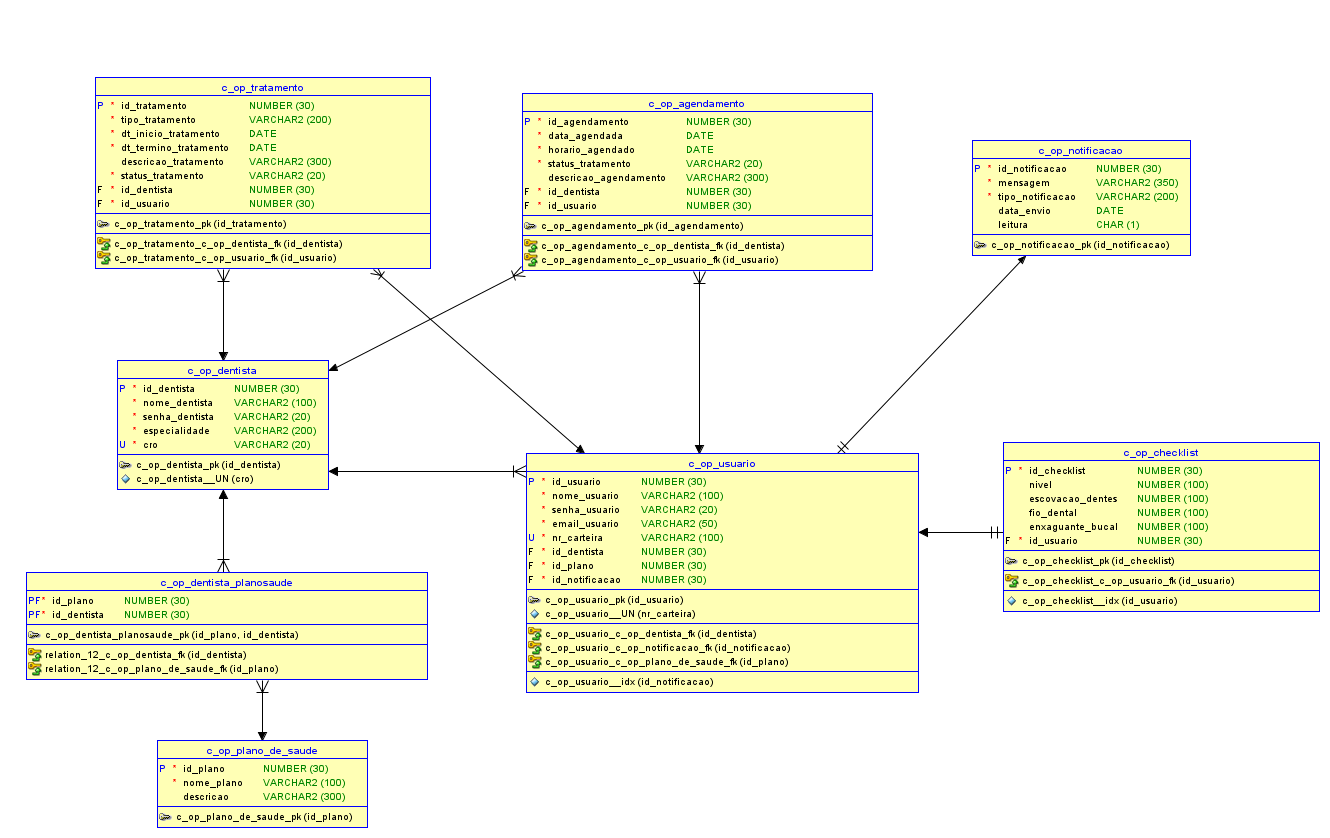 c_op_tratamento
P * id_tratamento NUMBER (30)
* tipo_tratamento VARCHAR2 (200)
* dt_inicio_tratamento DATE
* dt_termino_tratamento DATE
descricao_tratamento VARCHAR2 (300)
* status_tratamento VARCHAR2 (20)
F * id_dentista NUMBER (30)
F * id_usuario NUMBER (30)
c_op_tratamento_pk (id_tratamento)
c_op_tratamento_c_op_dentista_fk (id_dentista)
c_op_tratamento_c_op_usuario_fk (id_usuario)
c_op_agendamento
P * id_agendamento NUMBER (30)
* data_agendada DATE
* horario_agendado DATE
* status_tratamento VARCHAR2 (20)
descricao_agendamento VARCHAR2 (300)
F * id_dentista NUMBER (30)
F * id_usuario NUMBER (30)
c_op_agendamento_pk (id_agendamento)
c_op_agendamento_c_op_dentista_fk (id_dentista)
c_op_agendamento_c_op_usuario_fk (id_usuario)
c_op_notificacao
P * id_notificacao NUMBER (30)
* mensagem VARCHAR2 (350)
* tipo_notificacao VARCHAR2 (200)
data_envio DATE
leitura CHAR (1)
c_op_notificacao_pk (id_notificacao)
c_op_dentista
P * id_dentista NUMBER (30)
* nome_dentista VARCHAR2 (100)
* senha_dentista VARCHAR2 (20)
* especialidade VARCHAR2 (200)
U * cro VARCHAR2 (20)
c_op_dentista_pk (id_dentista)
c_op_dentista__UN (cro)
c_op_usuario
P * id_usuario NUMBER (30)
* nome_usuario VARCHAR2 (100)
* senha_usuario VARCHAR2 (20)
* email_usuario VARCHAR2 (50)
U * nr_carteira VARCHAR2 (100)
F * id_dentista NUMBER (30)
F * id_plano NUMBER (30)
F * id_notificacao NUMBER (30)
c_op_usuario_pk (id_usuario)
c_op_usuario__UN (nr_carteira)
c_op_usuario_c_op_dentista_fk (id_dentista)
c_op_usuario_c_op_notificacao_fk (id_notificacao)
c_op_usuario_c_op_plano_de_saude_fk (id_plano)
c_op_usuario__idx (id_notificacao)
c_op_checklist
P * id_checklist NUMBER (30)
nivel NUMBER (100)
escovacao_dentes NUMBER (100)
fio_dental NUMBER (100)
enxaguante_bucal NUMBER (100)
F * id_usuario NUMBER (30)
c_op_checklist_pk (id_checklist)
c_op_checklist_c_op_usuario_fk (id_usuario)
c_op_checklist__idx (id_usuario)
c_op_dentista_planosaude
PF* id_plano NUMBER (30)
PF* id_dentista NUMBER (30)
c_op_dentista_planosaude_pk (id_plano, id_dentista)
relation_12_c_op_dentista_fk (id_dentista)
relation_12_c_op_plano_de_saude_fk (id_plano)
c_op_plano_de_saude
P * id_plano NUMBER (30)
* nome_plano VARCHAR2 (100)
descricao VARCHAR2 (300)
c_op_plano_de_saude_pk (id_plano)